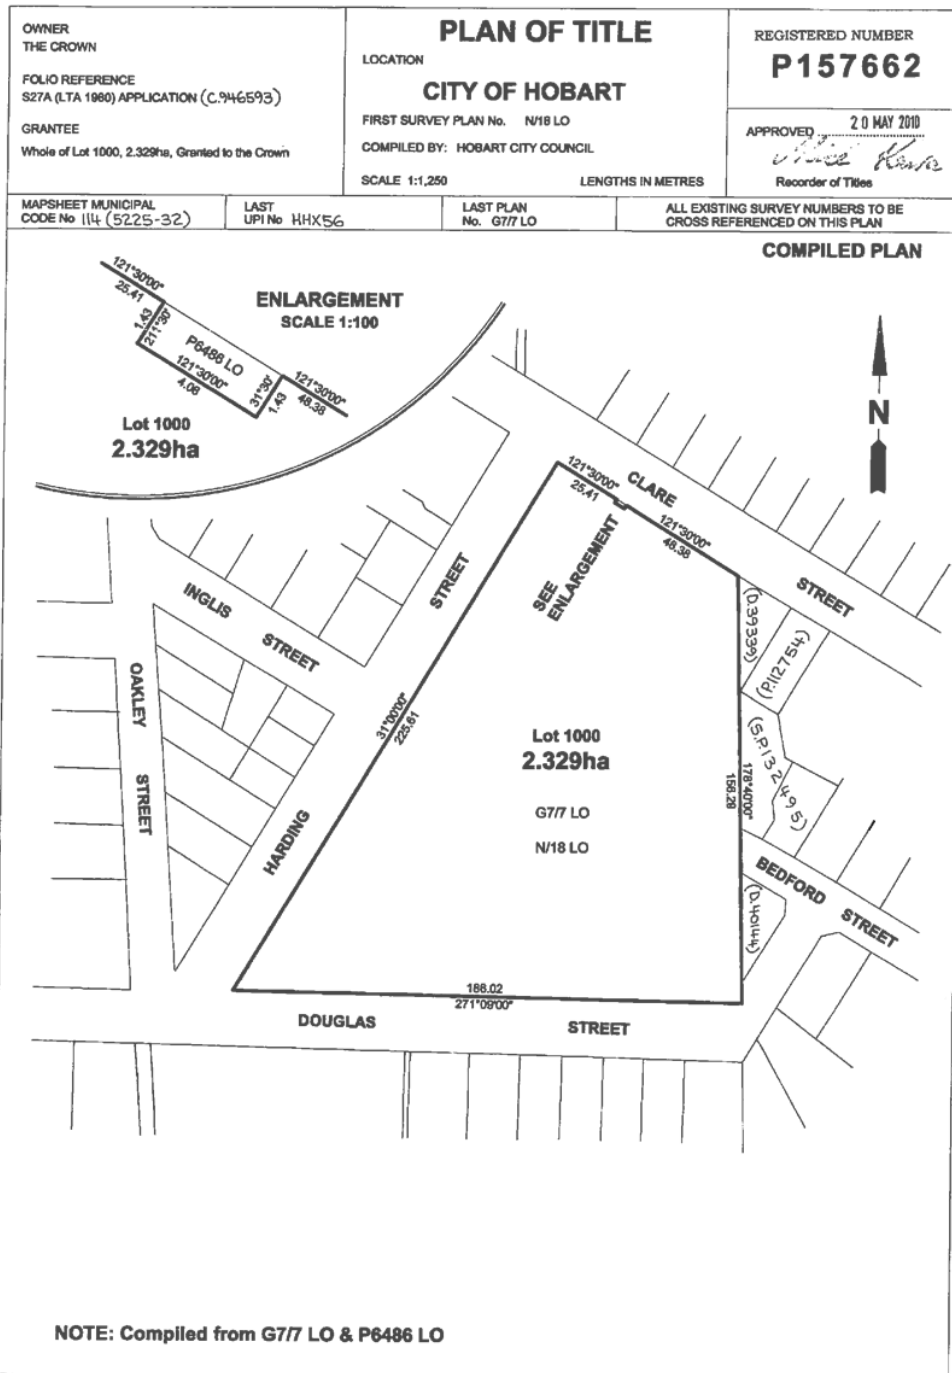 OWNER
THE CROWN
FOLIO REFERENCE
S27A (LTA 1980) APPLICATION (C.946593)
GRANTEE
Whole of Lot 1000, 2.329ha, Granted to the Crown
PLAN OF TITLE
LOCATION
CITY OF HOBART
FIRST SURVEY PLAN No. N/18 LO
COMPILED BY: HOBART CITY COUNCIL
SCALE 1:1,250 LENGTHS IN METRES
REGISTERED NUMBER
P157662
APPROVED 20 MAY 2010
Recorder of Titles
MAPSHEET MUNICIPAL
CODE No 114 (5225-32)
LAST
UPI No HHX56
LAST PLAN
No. G7/7 LO
ALL EXISTING SURVEY NUMBERS TO BE
CROSS REFERENCED ON THIS PLAN
COMPILED PLAN
ENLARGEMENT
SCALE 1:100
121°30'00"
25.41
1.43
211°30'
P6486 LO
121°30'00"
4.08
31°30'
1.43
121°30'00"
48.38
Lot 1000
2.329ha
N
121°30'00"
25.41
CLARE
STREET
121°30'00"
48.38
SEE
ENLARGEMENT
INGLIS
STREET
HARDING
STREET
31°00'00"
225.61
OAKLEY
STREET
Lot 1000
2.329ha
G7/7 LO
N/18 LO
(D.39339)
(P.112754)
(S.P.132495)
178°40'00"
156.28
BEDFORD
STREET
(D.40144)
186.02
271°09'00"
DOUGLAS
STREET
NOTE: Compiled from G7/7 LO & P6486 LO